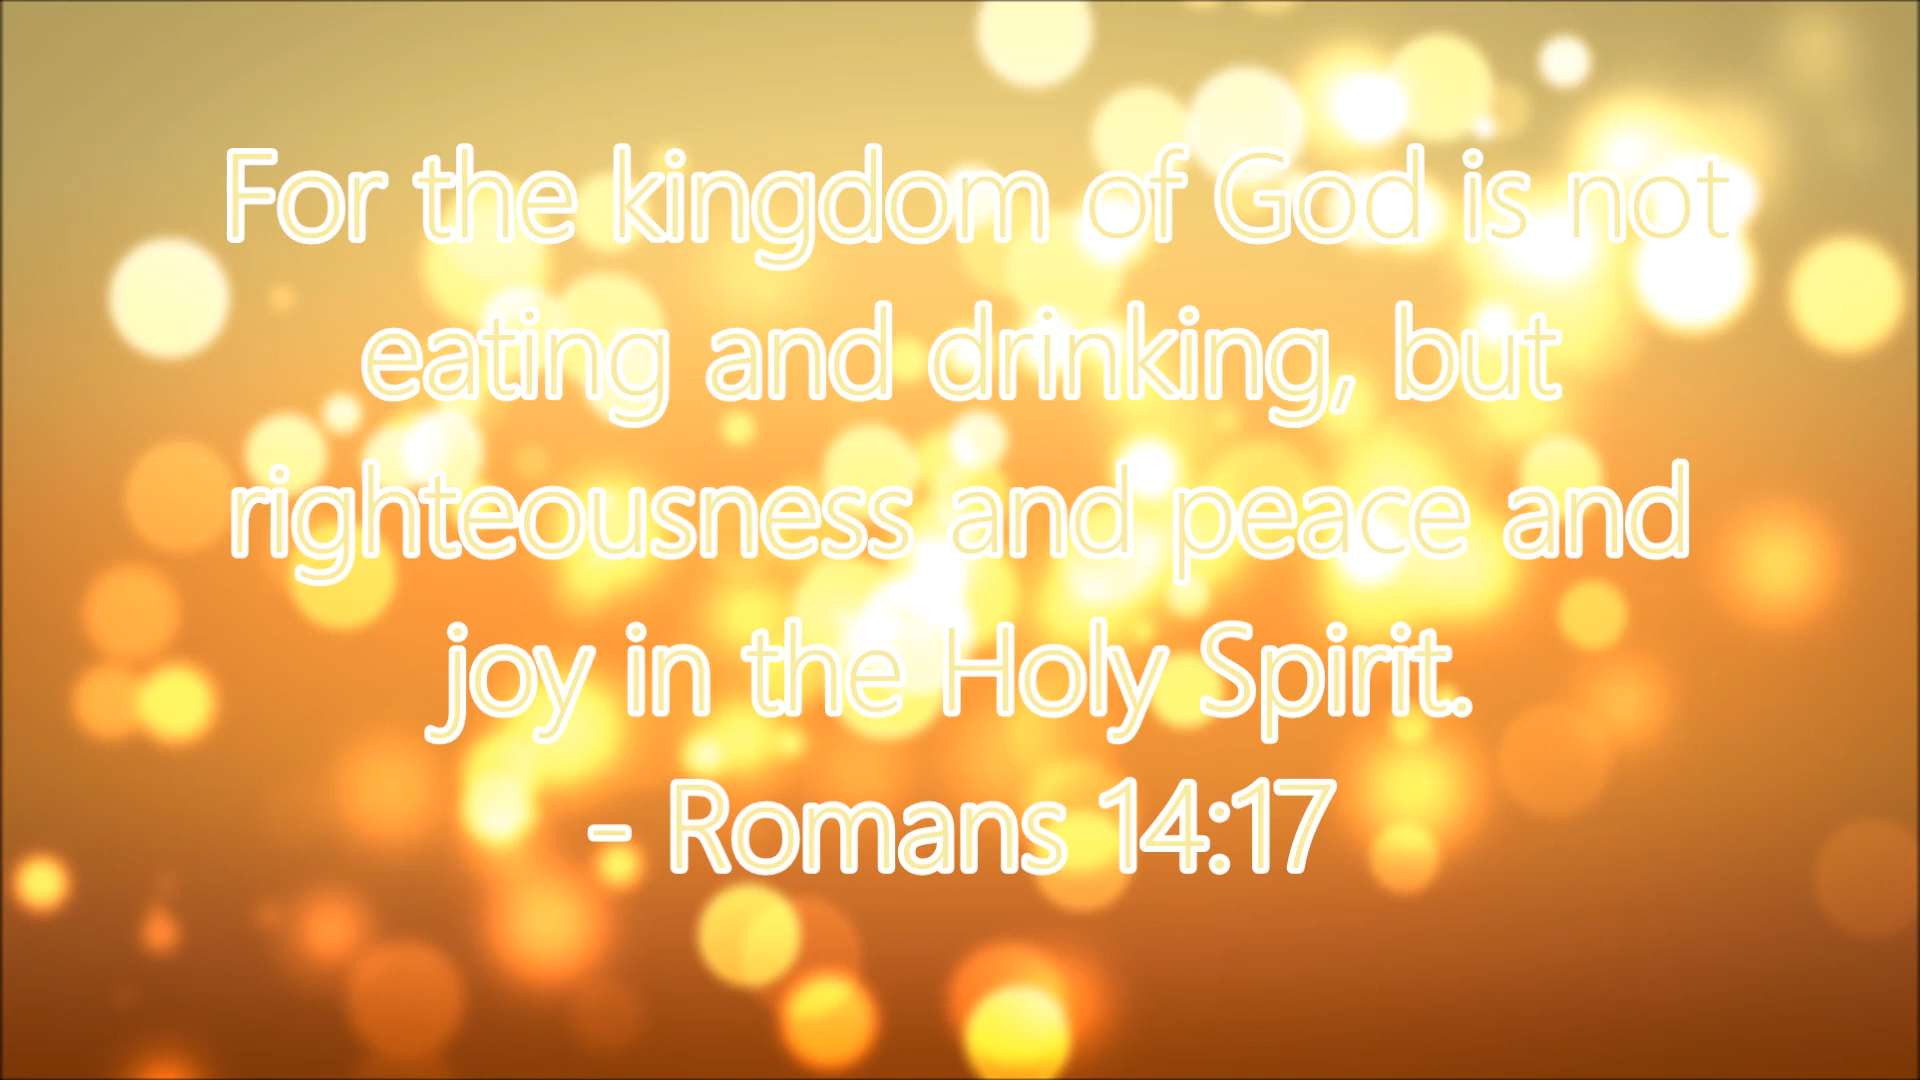 For the kingdom of God is not
eating and drinking, but
righteousness and peace and
joy in the Holy Spirit.
- Romans 14:17